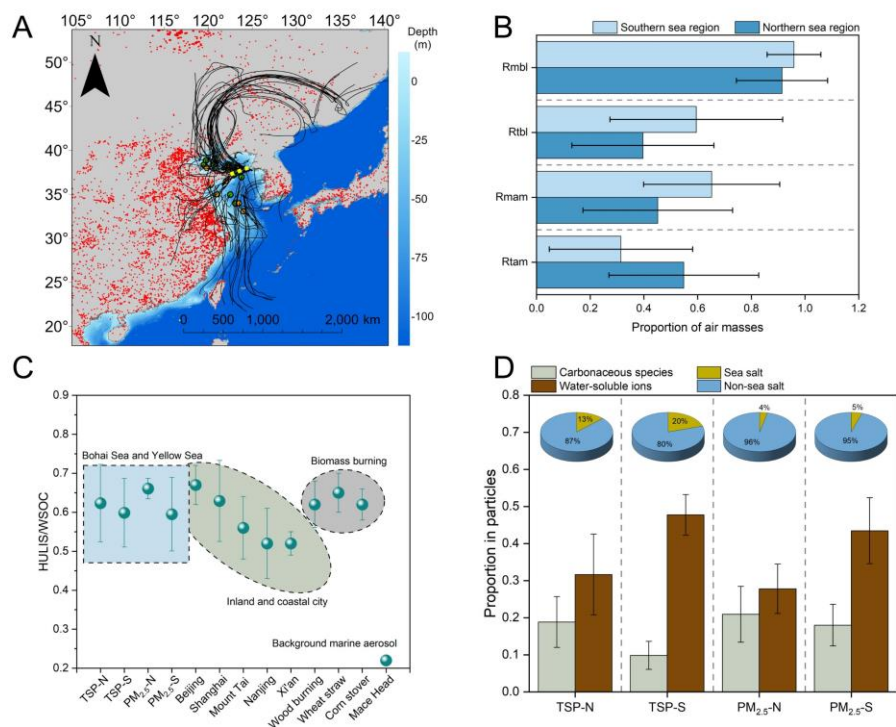 A
105° 110° 115° 120° 125° 130° 135° 140°
Depth
(m)
N
50°
45°
40°
35°
30°
25°
20°
0
-25
-50
-75
-100
0 500 1,000 2,000 km
B
Southern sea region Northern sea region
Rmbl
Rtbl
Rmam
Rtam
0.0 0.2 0.4 0.6 0.8 1.0 1.2
Proportion of air masses
C
HULIS/WSOC
0.9
0.8
0.7
0.6
0.5
0.4
0.3
0.2
Bohai Sea and Yellow Sea
Biomass burning
Inland and coastal city
Background marine aerosol
TSP-N
TSP-S
PM2.5-N
PM2.5-S
Beijing
Shanghai
Mount Tai
Nanjing
Xi'an
Wood burning
Wheat straw
Corn stover
Mace Head
D
Carbonaceous species Sea salt
Water-soluble ions Non-sea salt
Proportion in particles
0.8
0.7
0.6
0.5
0.4
0.3
0.2
0.1
0.0
13%
87%
20%
80%
4%
96%
5%
95%
TSP-N TSP-S PM2.5-N PM2.5-S